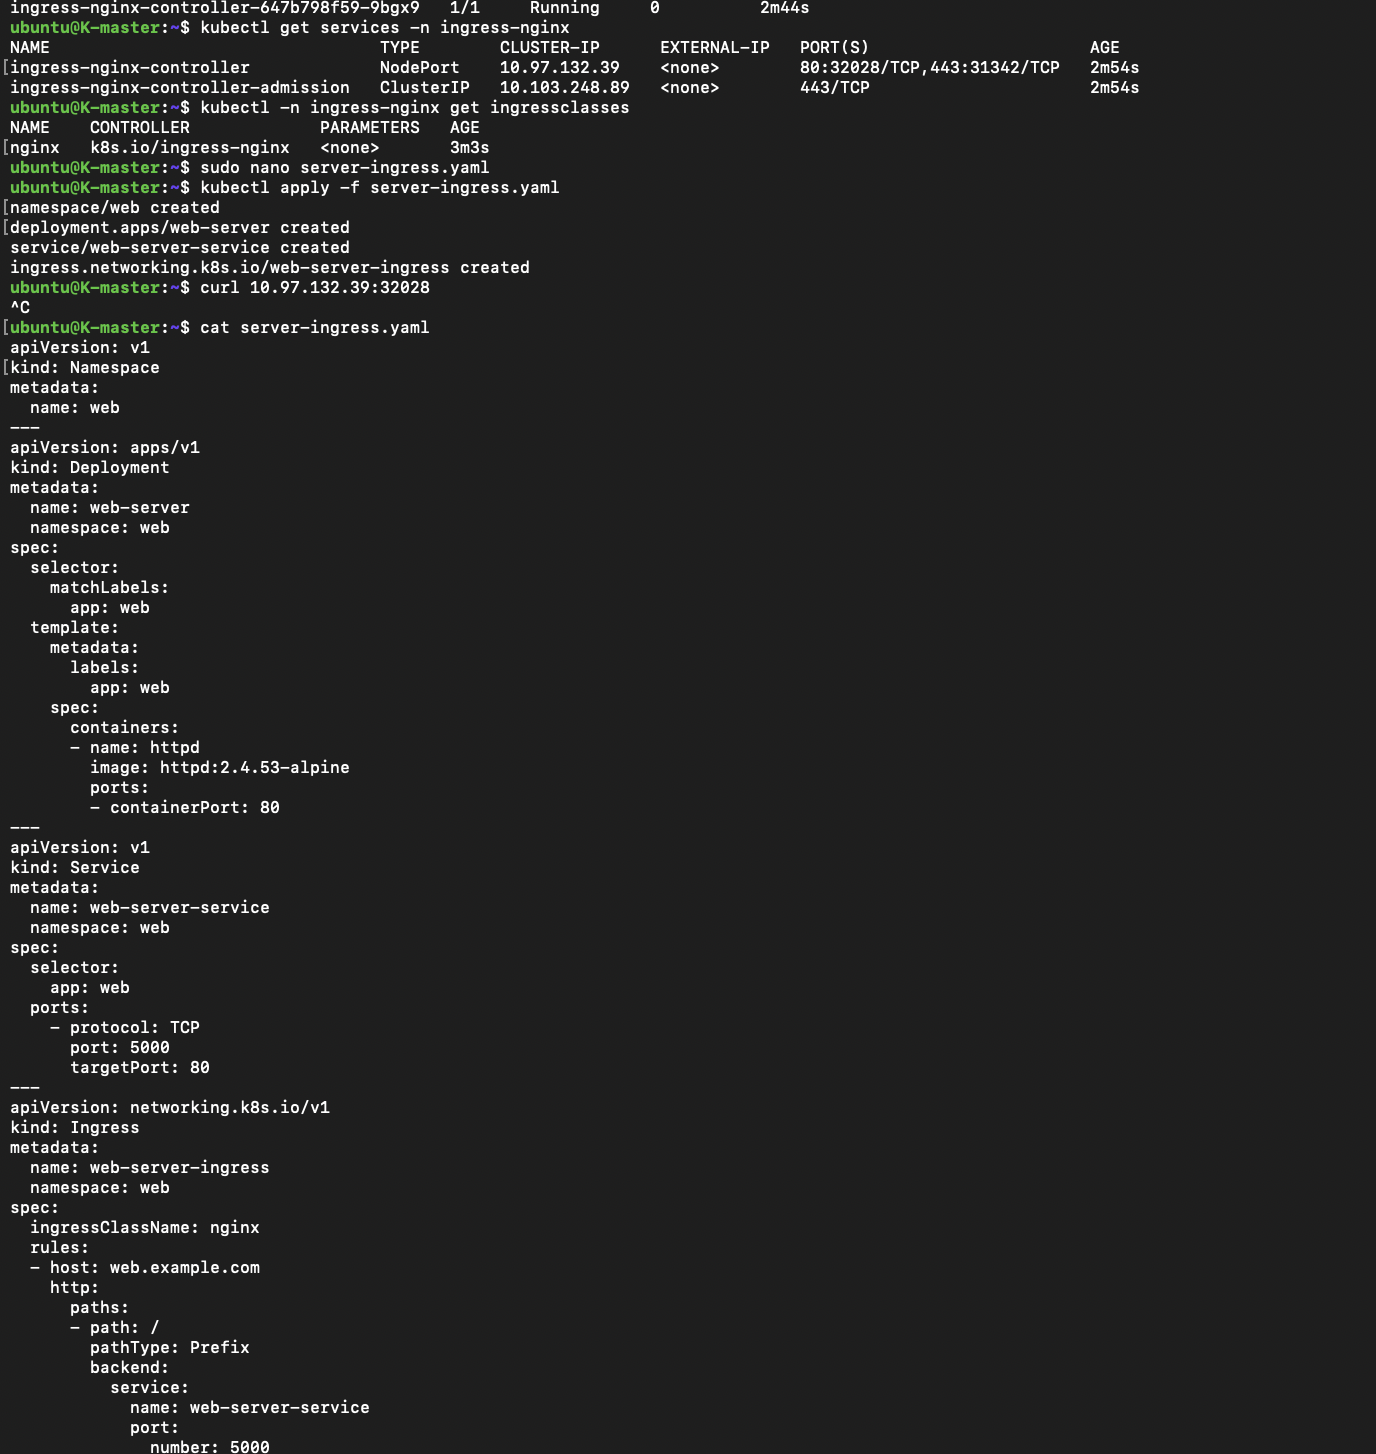 ingress-nginx-controller-647b798f59-9bgx9   1/1     Running     0          2m44s
ubuntu@K-master:~$ kubectl get services -n ingress-nginx
NAME                                 TYPE        CLUSTER-IP      EXTERNAL-IP   PORT(S)                      AGE
[ingress-nginx-controller             NodePort    10.97.132.39    <none>        80:32028/TCP,443:31342/TCP   2m54s
ingress-nginx-controller-admission   ClusterIP   10.103.248.89   <none>        443/TCP                      2m54s
ubuntu@K-master:~$ kubectl -n ingress-nginx get ingressclasses
NAME    CONTROLLER             PARAMETERS   AGE
[nginx   k8s.io/ingress-nginx   <none>       3m3s
ubuntu@K-master:~$ sudo nano server-ingress.yaml
ubuntu@K-master:~$ kubectl apply -f server-ingress.yaml
[namespace/web created
[deployment.apps/web-server created
service/web-server-service created
ingress.networking.k8s.io/web-server-ingress created
ubuntu@K-master:~$ curl 10.97.132.39:32028
^C
[ubuntu@K-master:~$ cat server-ingress.yaml
apiVersion: v1
[kind: Namespace
metadata:
  name: web
---
apiVersion: apps/v1
kind: Deployment
metadata:
  name: web-server
  namespace: web
spec:
  selector:
    matchLabels:
      app: web
  template:
    metadata:
      labels:
        app: web
    spec:
      containers:
      - name: httpd
        image: httpd:2.4.53-alpine
        ports:
        - containerPort: 80
---
apiVersion: v1
kind: Service
metadata:
  name: web-server-service
  namespace: web
spec:
  selector:
    app: web
  ports:
    - protocol: TCP
      port: 5000
      targetPort: 80
---
apiVersion: networking.k8s.io/v1
kind: Ingress
metadata:
  name: web-server-ingress
  namespace: web
spec:
  ingressClassName: nginx
  rules:
  - host: web.example.com
    http:
      paths:
      - path: /
        pathType: Prefix
        backend:
          service:
            name: web-server-service
            port:
              number: 5000